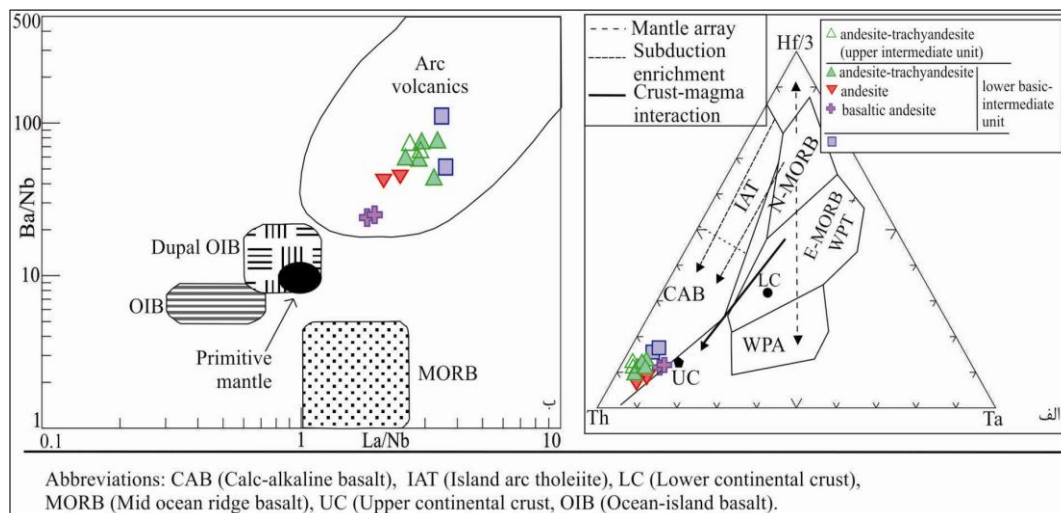 500
100
10
1
0.1
1
10
Ba/Nb
La/Nb
Arc
volcanics
Dupal OIB
OIB
Primitive
mantle
MORB
ب
Mantle array
Subduction
enrichment
Crust-magma
interaction
Hf/3
andesite-trachyandesite
(upper intermediate unit)
andesite-trachyandesite
andesite
basaltic andesite
lower basic-
intermediate
unit
IAT
N-MORB
E-MORB
WPT
CAB
LC
WPA
UC
Th
Ta
الف
Abbreviations: CAB (Calc-alkaline basalt), IAT (Island arc tholeiite), LC (Lower continental crust),
MORB (Mid ocean ridge basalt), UC (Upper continental crust, OIB (Ocean-island basalt).